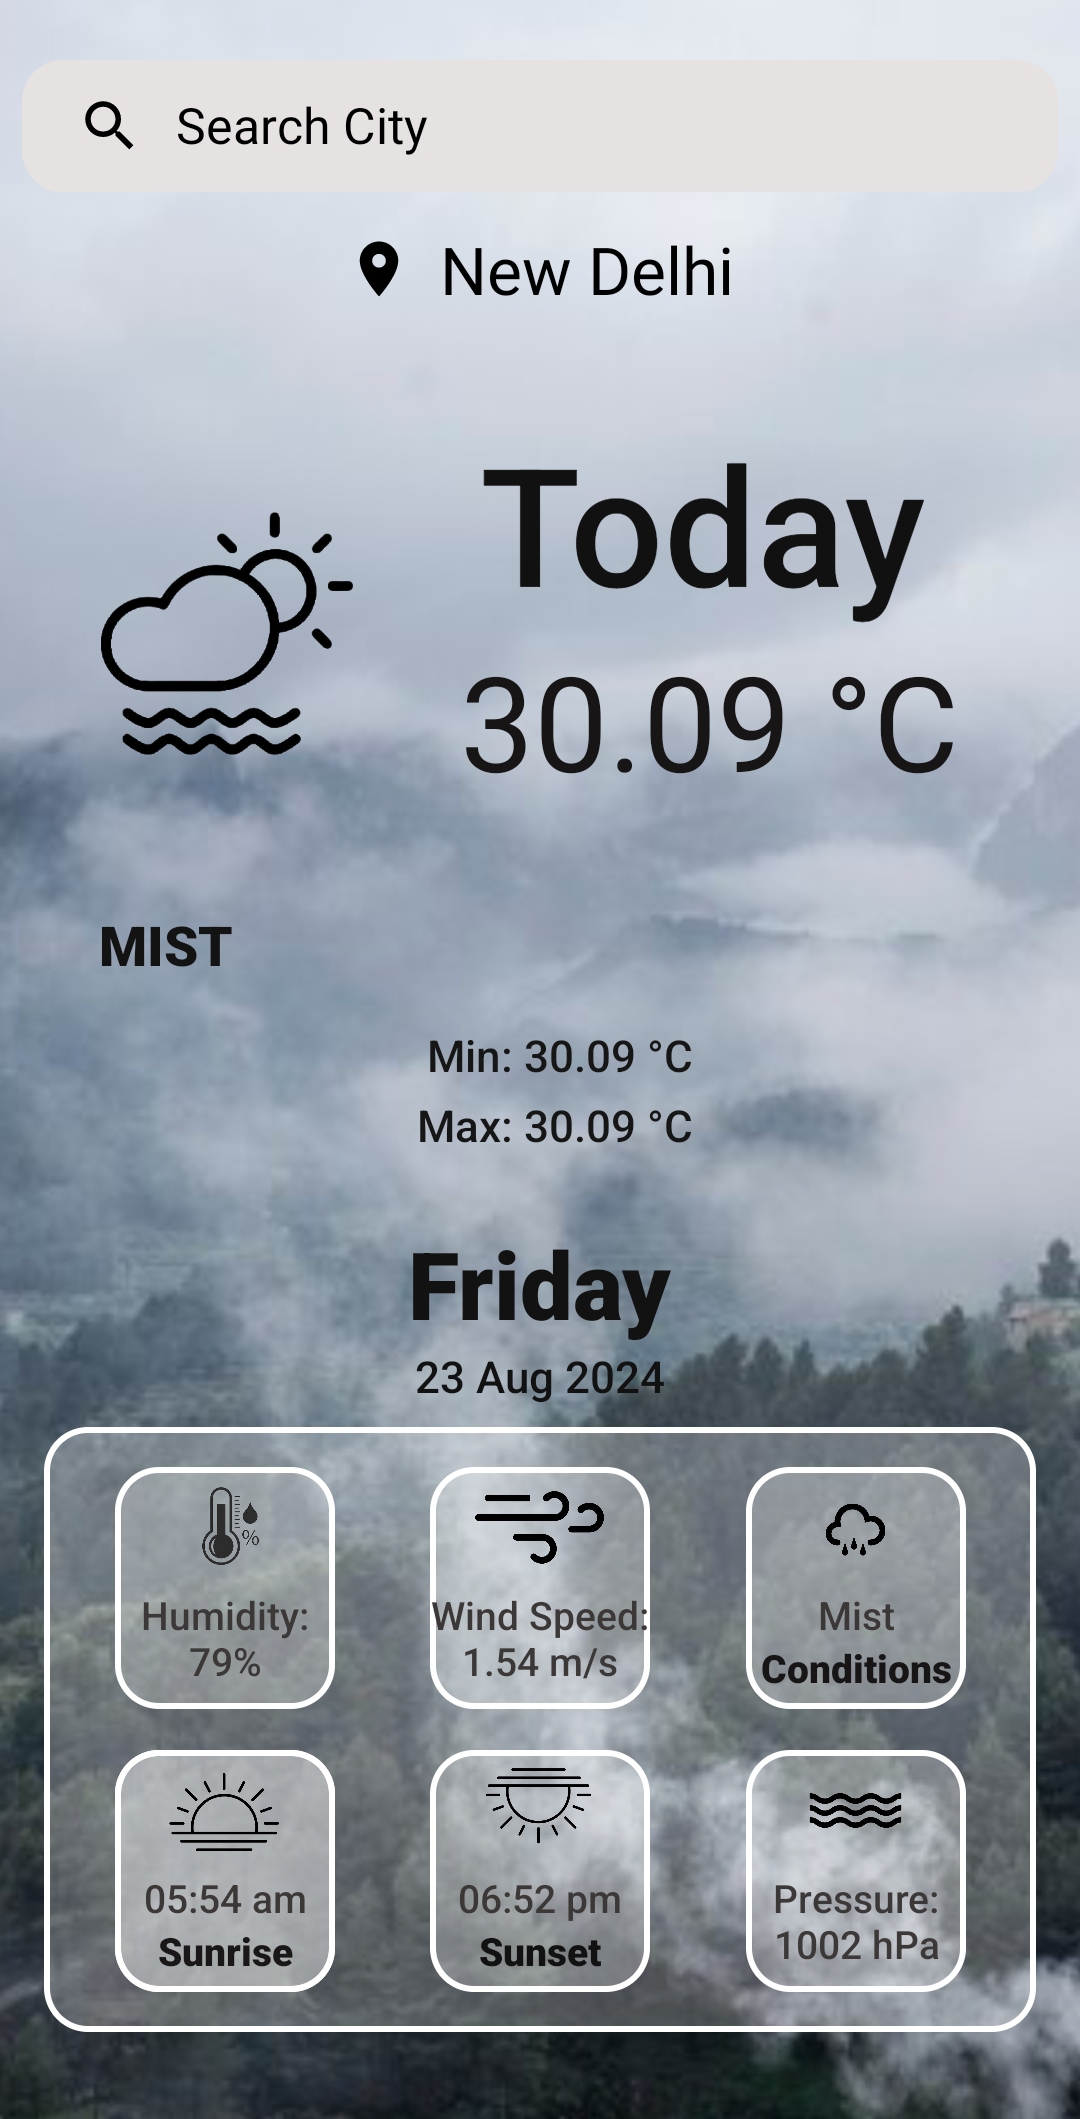 Search City
New Delhi
Today
30.09 °C
MIST
Min: 30.09 °C
Max: 30.09 °C
Friday
23 Aug 2024
%
Humidity:
79%
Wind Speed:
1.54 m/s
Mist
Conditions
05:54 am
Sunrise
06:52 pm
Sunset
Pressure:
1002 hPa